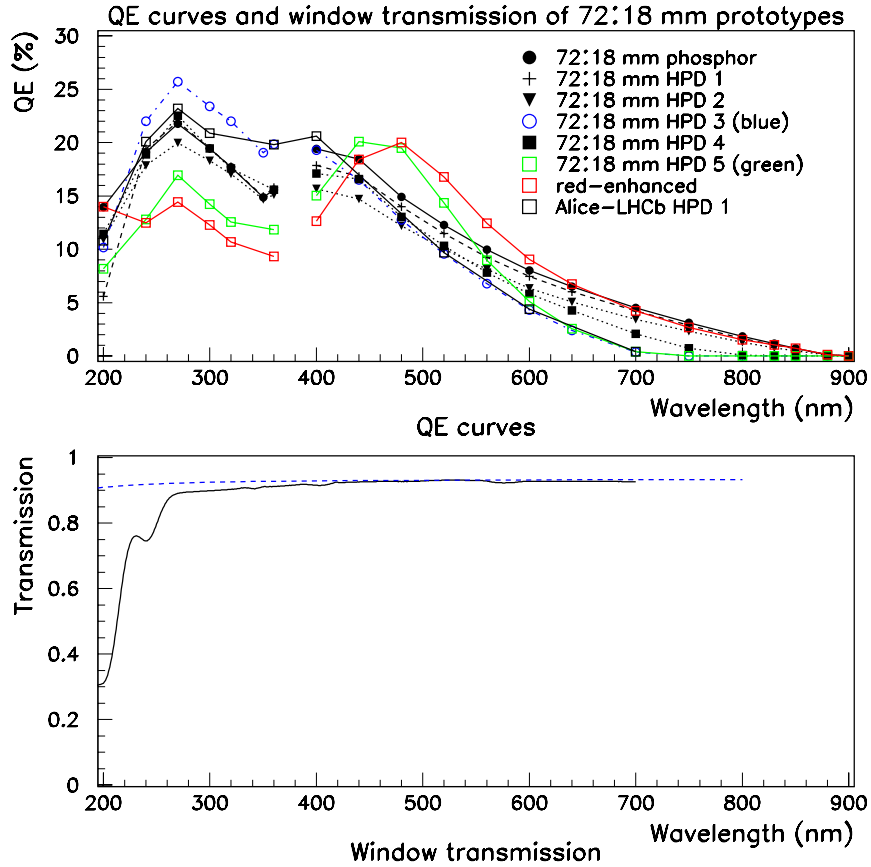 QE curves and window transmission of 72:18 mm prototypes
QE (%)
30
25
20
15
10
5
0
72:18 mm phosphor
72:18 mm HPD 1
72:18 mm HPD 2
72:18 mm HPD 3 (blue)
72:18 mm HPD 4
72:18 mm HPD 5 (green)
red-enhanced
Alice-LHCb HPD 1
200 300 400 500 600 700 800 900
Wavelength (nm)
QE curves
Transmission
1
0.8
0.6
0.4
0.2
0
200 300 400 500 600 700 800 900
Wavelength (nm)
Window transmission